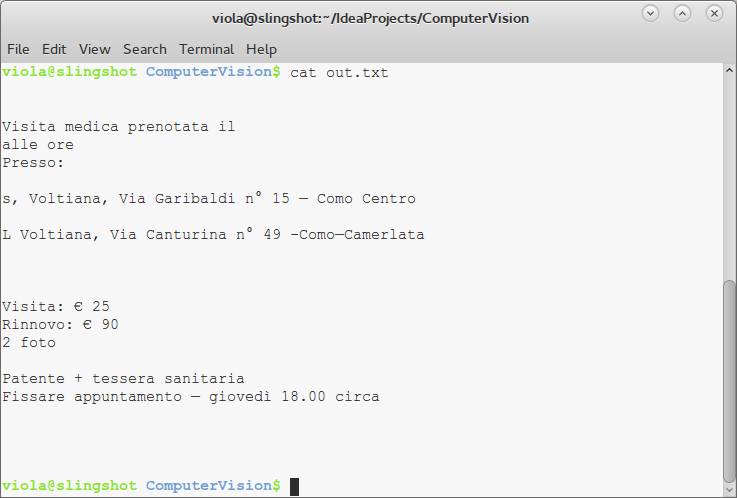 viola@slingshot:~/IdeaProjects/ComputerVision
File Edit View Search Terminal Help
viola@slingshot ComputerVision$ cat out.txt
Visita medica prenotata il
alle ore
Presso:
s, Voltiana, Via Garibaldi n° 15 — Como Centro
L Voltiana, Via Canturina n° 49 -Como—Camerlata
Visita: € 25
Rinnovo: € 90
2 foto
Patente + tessera sanitaria
Fissare appuntamento — giovedì 18.00 circa
viola@slingshot ComputerVision$